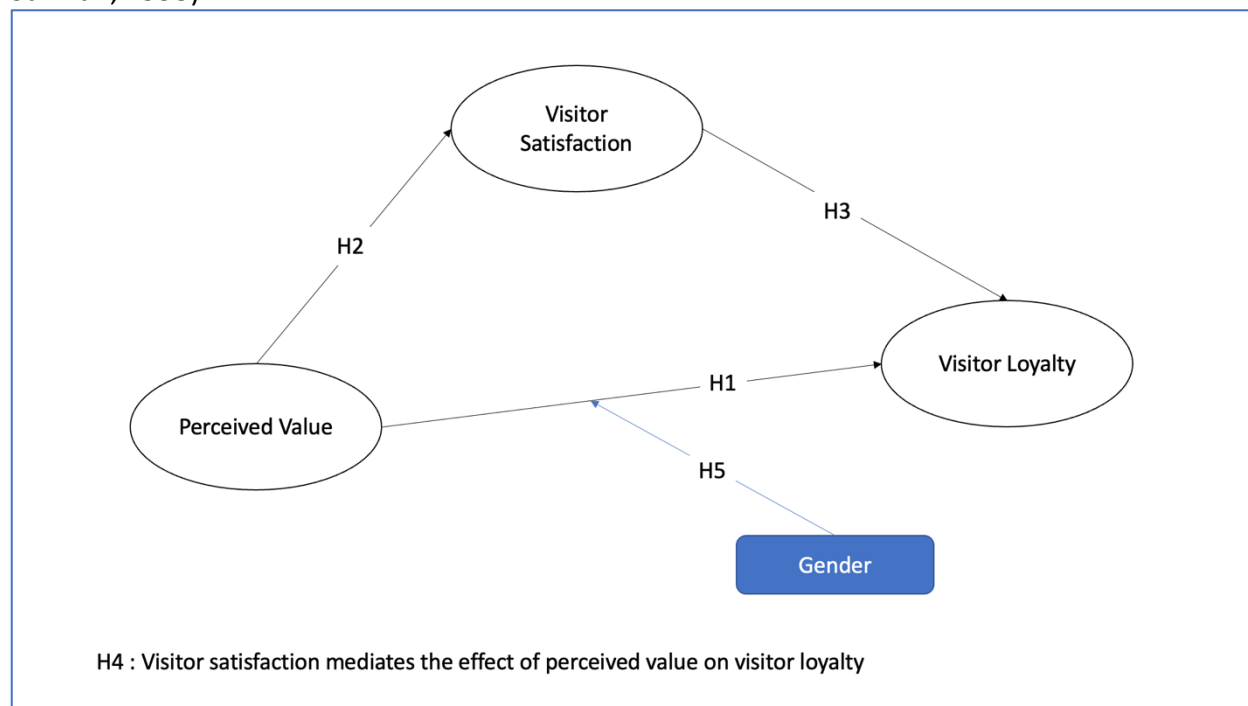 Visitor
Satisfaction
H3
H2
Visitor Loyalty
H1
Perceived Value
H5
Gender
H4 : Visitor satisfaction mediates the effect of perceived value on visitor loyalty